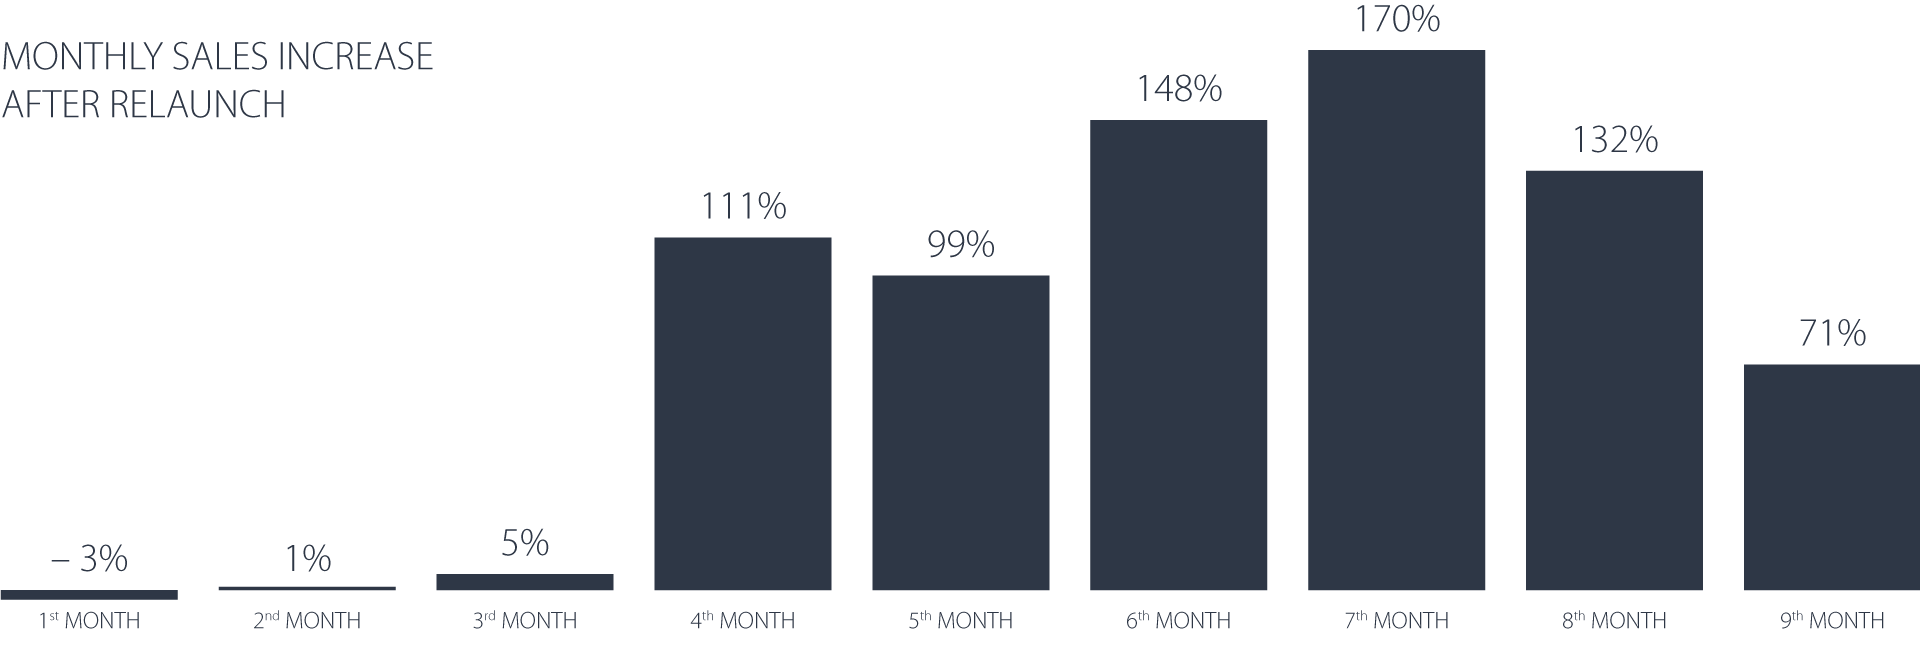 MONTHLY SALES INCREASE
AFTER RELAUNCH
170%
148%
132%
111%
99%
71%
5%
– 3%
1%
1st MONTH
2nd MONTH
3rd MONTH
4th MONTH
5th MONTH
6th MONTH
7th MONTH
8th MONTH
9th MONTH